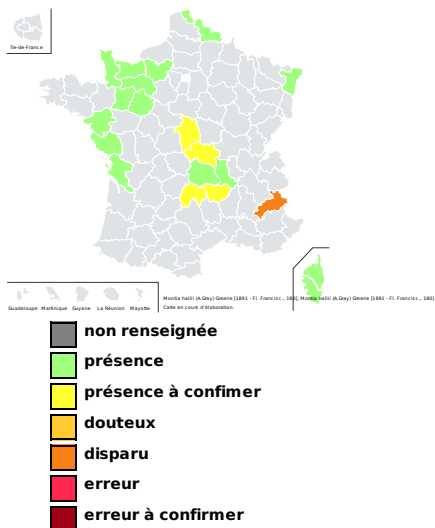 Île-de-France
Guadeloupe Martinique Guyane La Réunion Mayotte
Montia hallii (A.Gray) Greene [1891 - Fl. Francisc., 180], Montia hallii (A.Gray) Greene [1891 - Fl. Francisc., 180]
Carte en cours d'élaboration.
non renseignée
présence
présence à confimer
douteux
disparu
erreur
erreur à confirmer